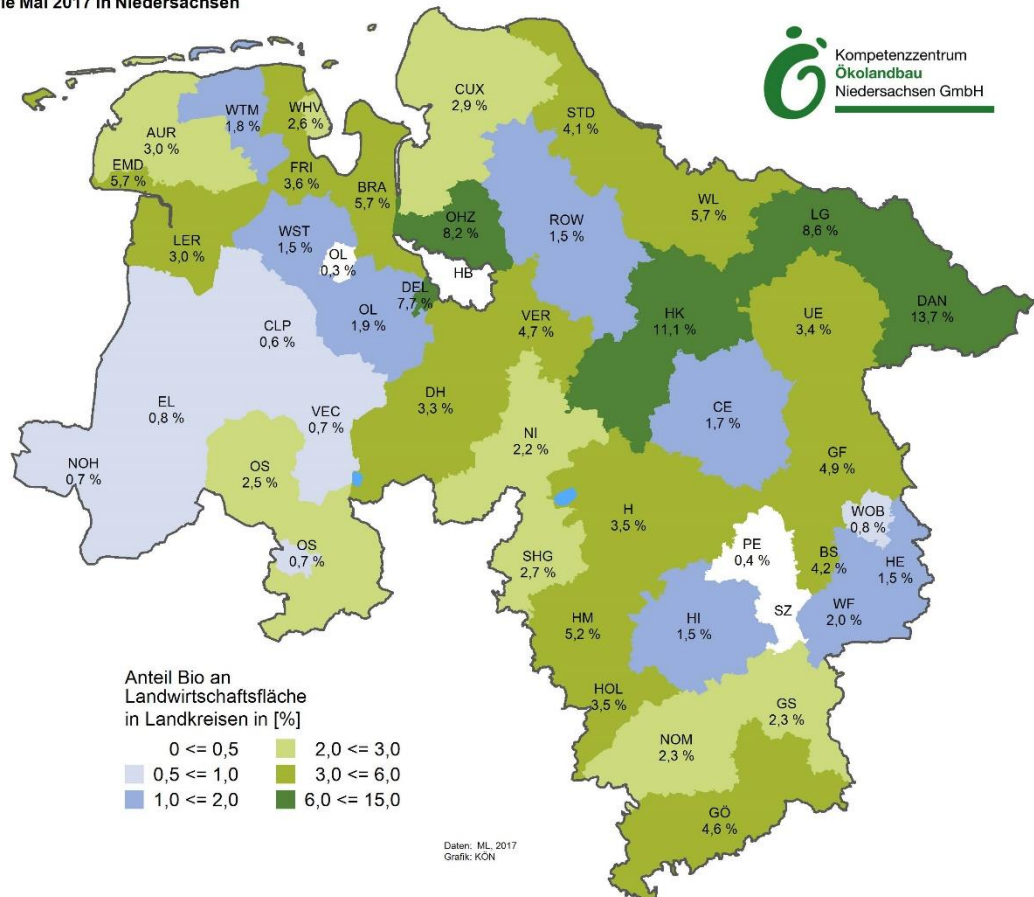 le Mai 2017 in Niedersachsen
Kompetenzzentrum
Ökolandbau
Niedersachsen GmbH
CUX
2,9 %
STD
4,1 %
WTM
1,8 %
WHV
2,6 %
AUR
3,0 %
EMD
5,7 %
FRI
3,6 %
BRA
5,7 %
WL
5,7 %
LG
8,6 %
OHZ
8,2 %
ROW
1,5 %
LER
3,0 %
WST
1,5 %
OL
0,3 %
HB
DEL
7,7 %
OL
1,9 %
VER
4,7 %
HK
11,1 %
UE
3,4 %
DAN
13,7 %
CLP
0,6 %
EL
0,8 %
VEC
0,7 %
DH
3,3 %
CE
1,7 %
NI
2,2 %
NOH
0,7 %
OS
2,5 %
GF
4,9 %
H
3,5 %
WOB
0,8 %
OS
0,7 %
SHG
2,7 %
PE
0,4 %
BS
4,2 %
HE
1,5 %
WF
2,0 %
SZ
HM
5,2 %
HI
1,5 %
HOL
3,5 %
GS
2,3 %
NOM
2,3 %
GÖ
4,6 %
Anteil Bio an
Landwirtschaftsfläche
in Landkreisen in [%]
0 <= 0,5
0,5 <= 1,0
1,0 <= 2,0
2,0 <= 3,0
3,0 <= 6,0
6,0 <= 15,0
Daten: ML, 2017
Grafik: KÖN